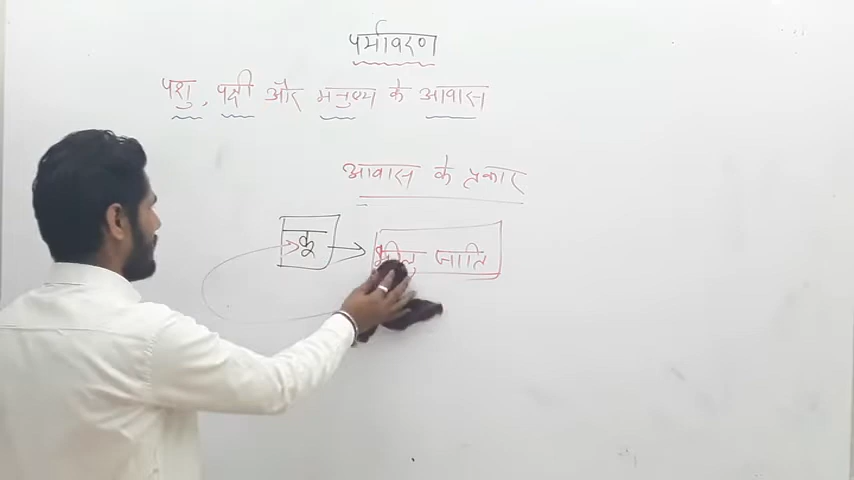 पर्यावरण
पशु, पक्षी और मनुष्य के आवास
आवास के प्रकार
कू
जाति